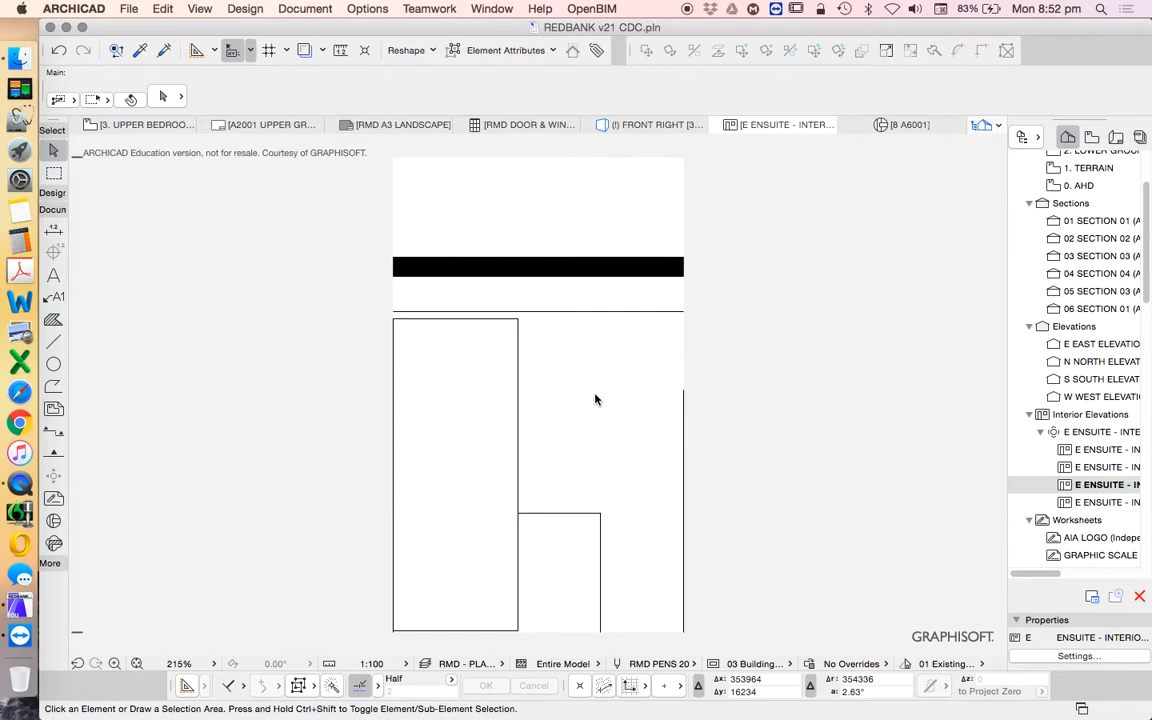 ARCHICAD File Edit View Design Document Options Teamwork Window Help OpenBIM 83% Mon 8:52 pm
REDBANK v21 CDC.pln
Reshape Element Attributes
Main:
[3. UPPER BEDROO... [A2001 UPPER GR... [RMD A3 LANDSCAPE] [RMD DOOR & WIN... (!) FRONT RIGHT [3... [E ENSUITE - INTER... [8 A6001]
Select
ARCHICAD Education version, not for resale. Courtesy of GRAPHISOFT.
Design
Docun
More
1. TERRAIN
0. AHD
Sections
01 SECTION 01 (A
02 SECTION 02 (A
03 SECTION 03 (A
04 SECTION 04 (A
05 SECTION 05 (A
06 SECTION 01 (A
Elevations
E EAST ELEVATIO
N NORTH ELEVAT
S SOUTH ELEVAT
W WEST ELEVATI
Interior Elevations
E ENSUITE - INTE
E ENSUITE - IN
E ENSUITE - IN
E ENSUITE - IN
E ENSUITE - IN
Worksheets
AIA LOGO (Indepe
GRAPHIC SCALE
Properties
E ENSUITE - INTERIO...
Settings...
GRAPHISOFT.
215% 0.00° 1:100 RMD - PLA... Entire Model RMD PENS 20 03 Building... No Overrides 01 Existing...
Half
2
OK Cancel
Δx: 353964
Δy: 16234
Δr: 354336
a: 2.63°
Δz: 0
to Project Zero
Click an Element or Draw a Selection Area. Press and Hold Ctrl+Shift to Toggle Element/Sub-Element Selection.